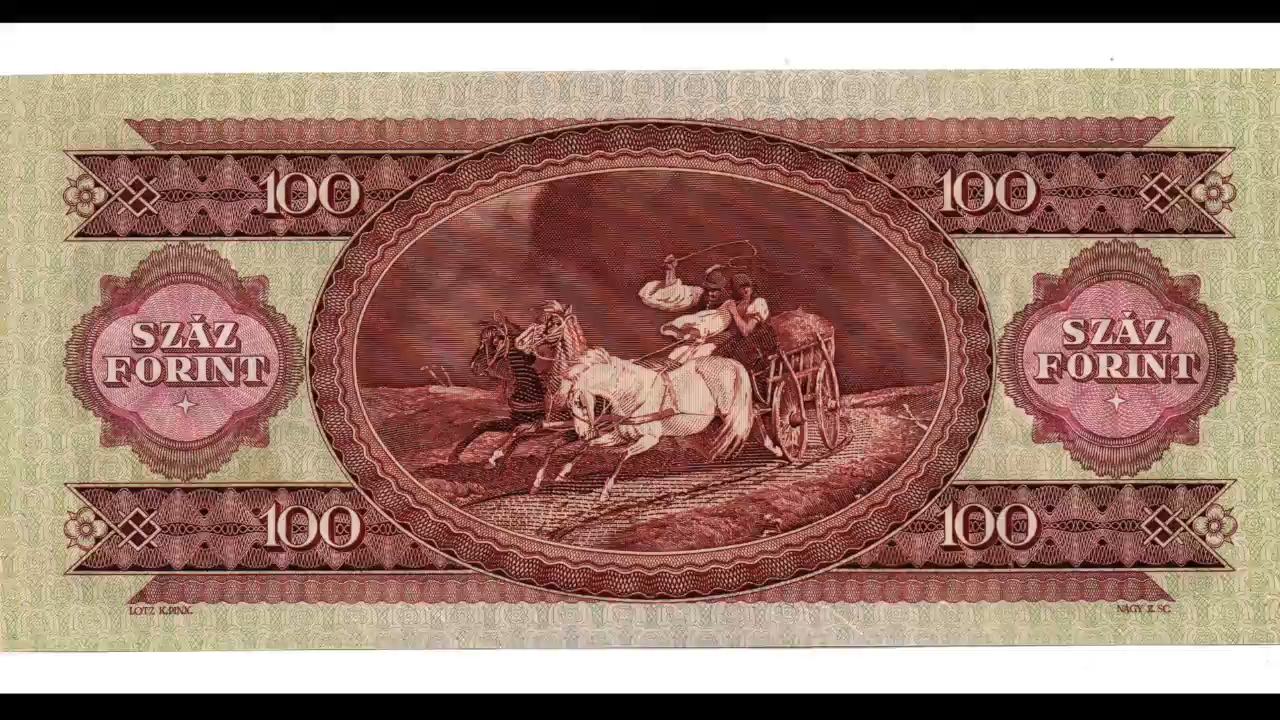 100
100
SZÁZ
FORINT
SZÁZ
FORINT
100
100
LOTZ K. PINX.
NAGY Z. SC.